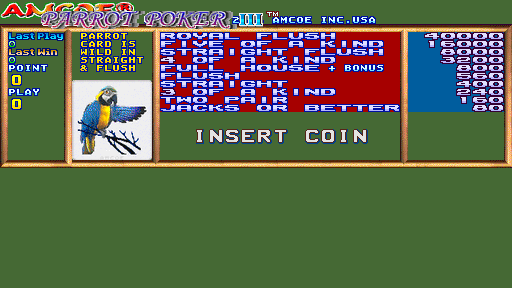 AMCOE®
PARROT POKER III™
2 AMCOE INC.USA
Last Play
0
Last Win
0
POINT
0
PLAY
0
PARROT
CARD IS
WILD IN
STRAIGHT
& FLUSH
ROYAL FLUSH 40000
FIVE OF A KIND 16000
STRAIGHT FLUSH 8000
4 OF A KIND 3200
FULL HOUSE + BONUS 800
FLUSH 560
STRAIGHT 400
3 OF A KIND 240
TWO PAIR 160
JACKS OR BETTER 80
INSERT COIN